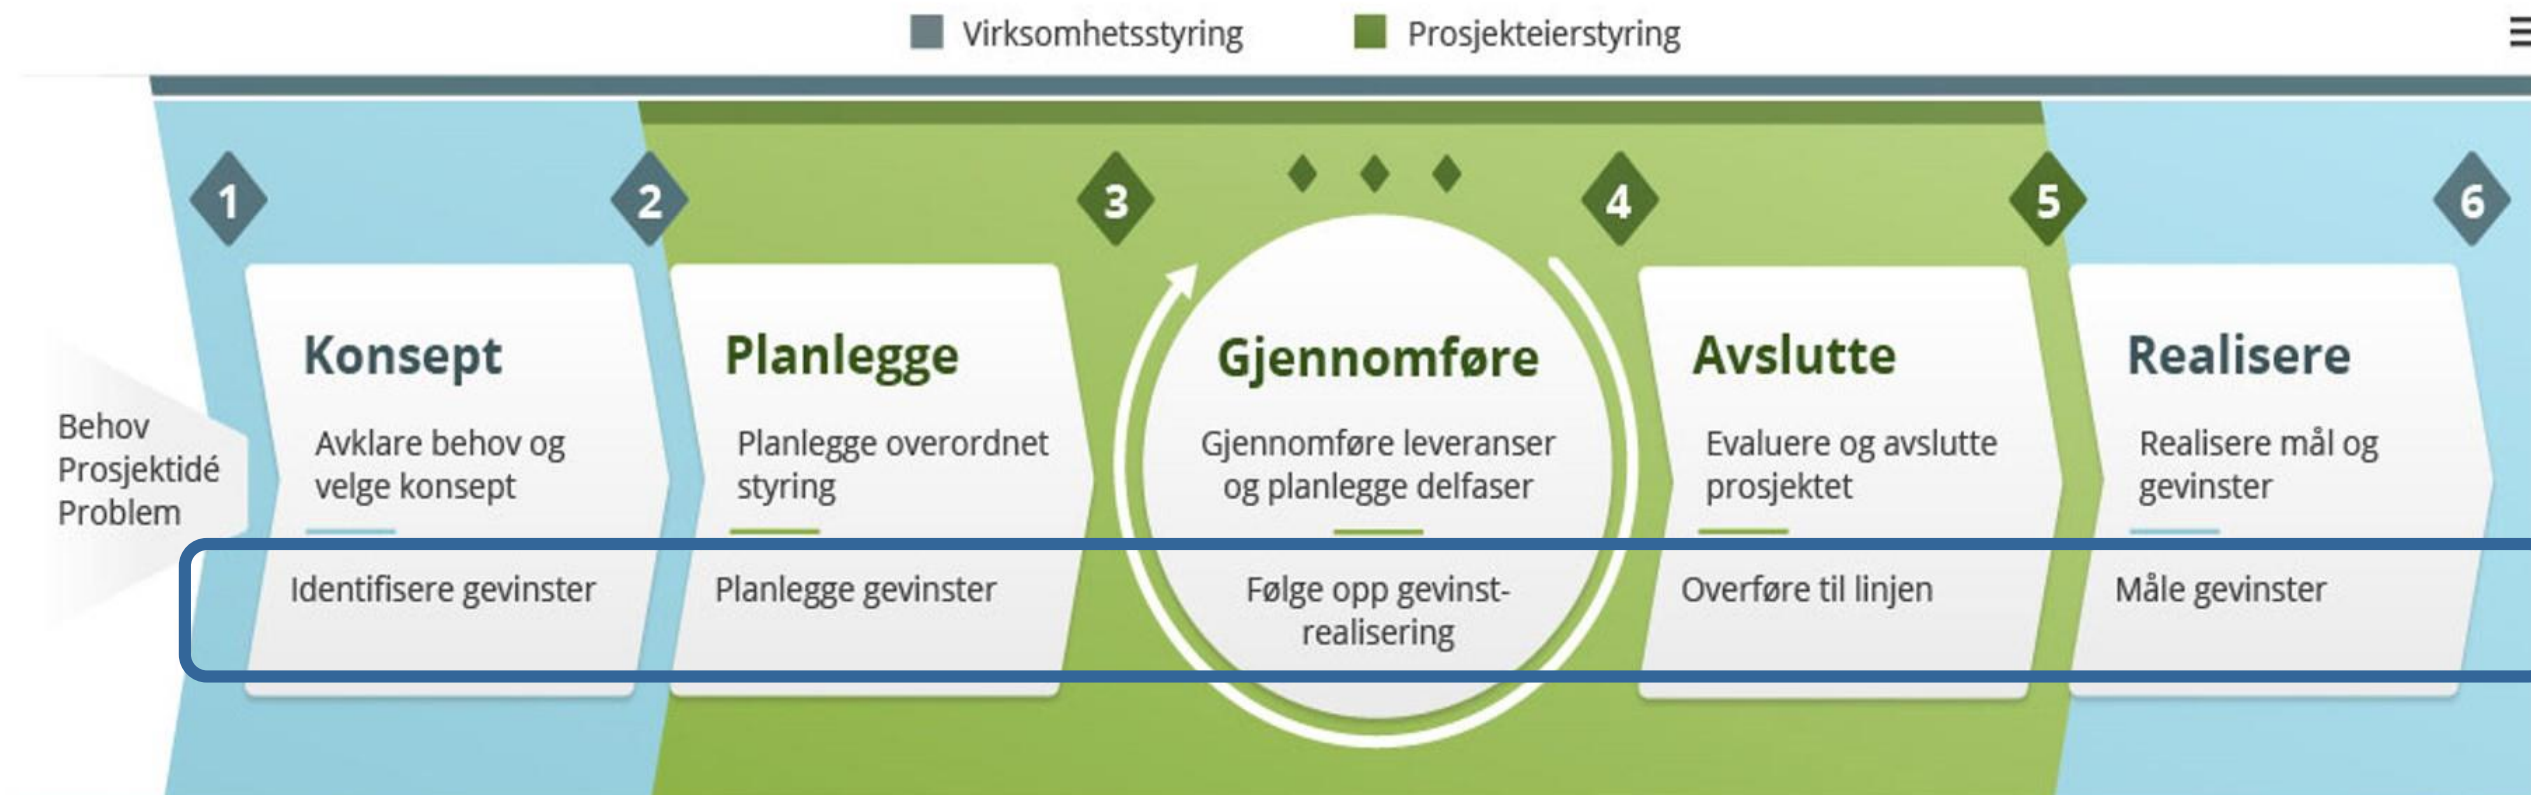 Virksomhetsstyring
Prosjekteierstyring
1
2
3
4
5
6
Behov
Prosjektidé
Problem
Konsept
Avklare behov og
velge konsept
Identifisere gevinster
Planlegge
Planlegge overordnet
styring
Planlegge gevinster
Gjennomføre
Gjennomføre leveranser
og planlegge delfaser
Følge opp gevinst-
realisering
Avslutte
Evaluere og avslutte
prosjektet
Overføre til linjen
Realisere
Realisere mål og
gevinster
Måle gevinster